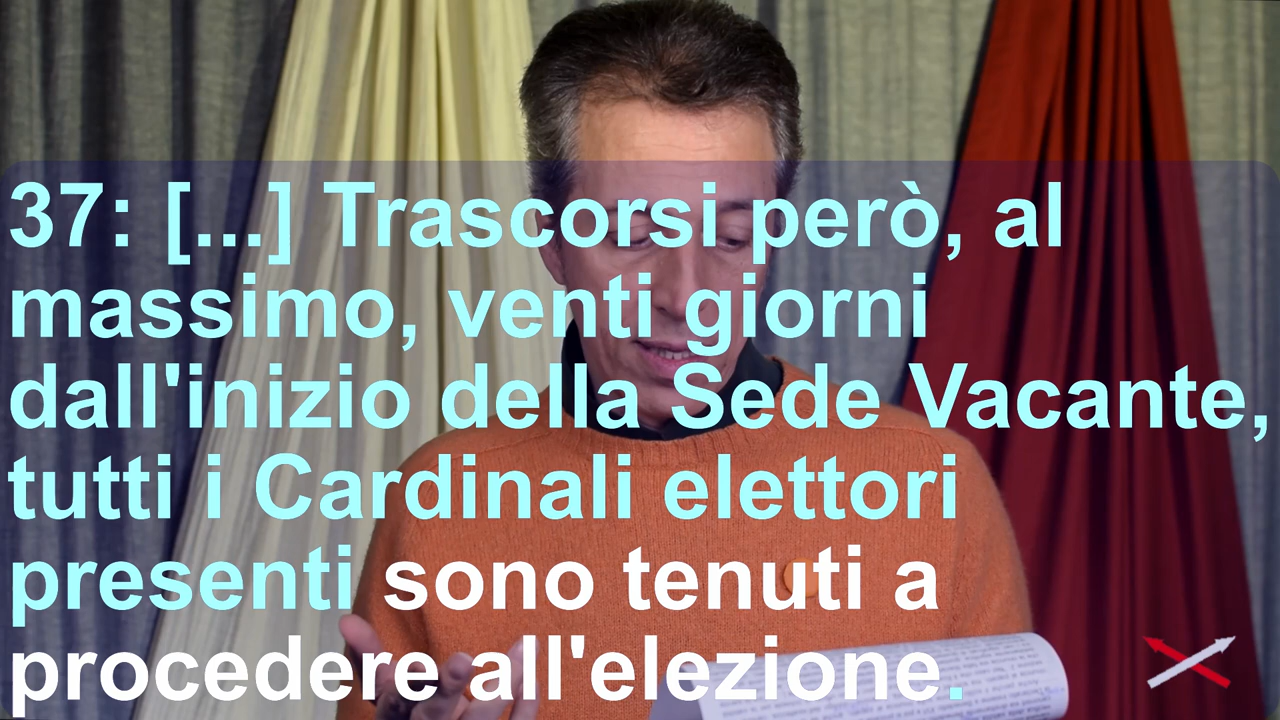 37: [...] Trascorsi però, al
massimo, venti giorni
dall'inizio della Sede Vacante,
tutti i Cardinali elettori
presenti sono tenuti a
procedere all'elezione.